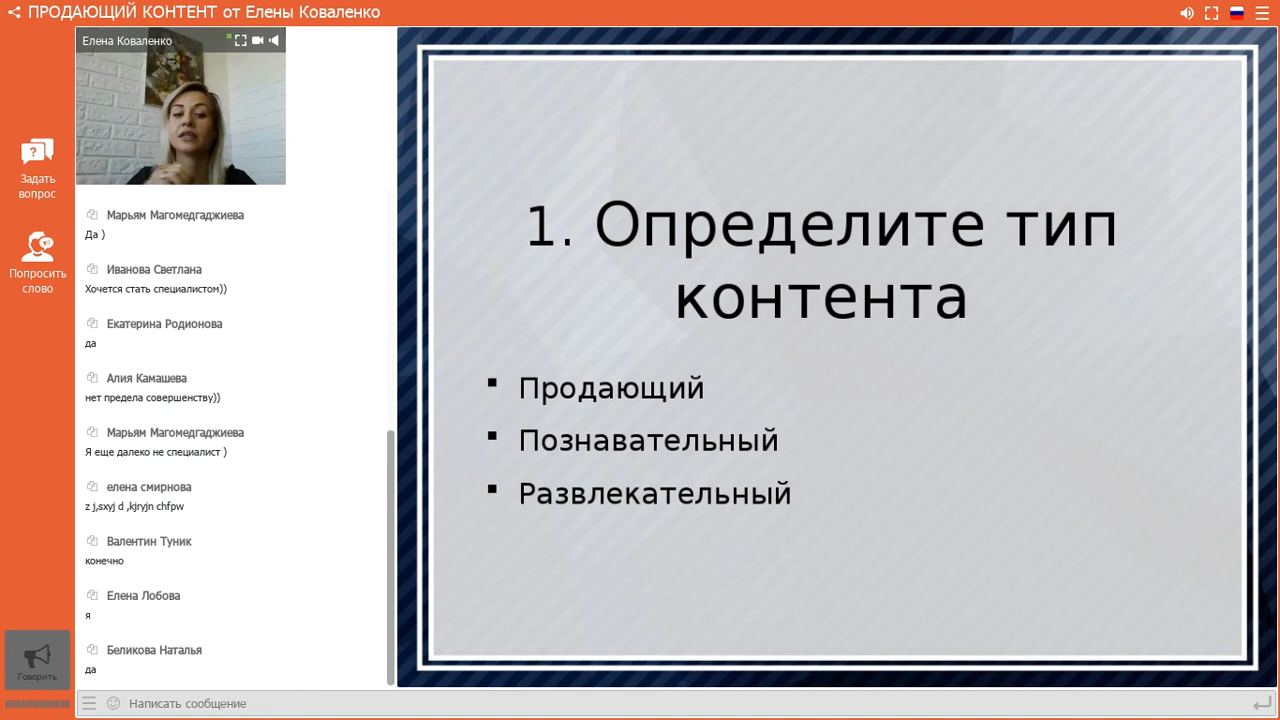 ПРОДАЮЩИЙ КОНТЕНТ от Елены Коваленко
Елена Коваленко
Задать
вопрос
Попросить
слово
Говорить
Марьям Магомедгаджиева
Да )
Иванова Светлана
Хочется стать специалистом))
Екатерина Родионова
да
Алия Камашева
нет предела совершенству))
Марьям Магомедгаджиева
Я еще далеко не специалист )
елена смирнова
z j,sxyj d ,kjryjn chfpw
Валентин Туник
конечно
Елена Лобова
я
Беликова Наталья
да
Написать сообщение
1. Определите тип
контента
▪ Продающий
▪ Познавательный
▪ Развлекательный